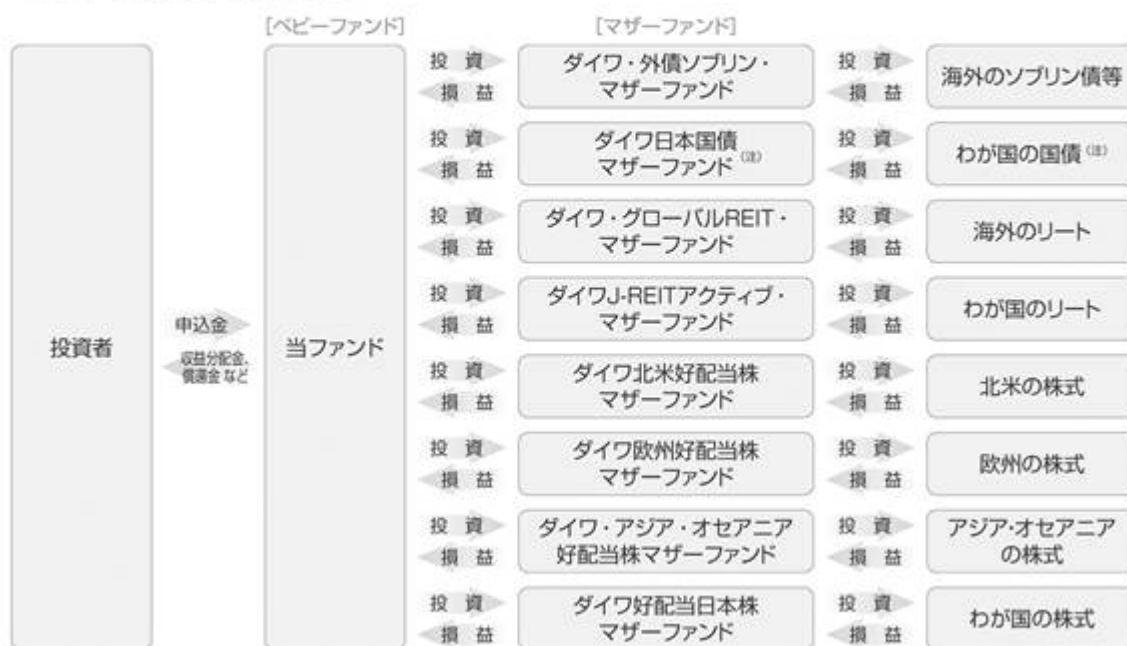 [ベビーファンド]
[マザーファンド]
投資者
申込金
収益分配金、
償還金 など
当ファンド
投 資
損 益
ダイワ・外債ソブリン・
マザーファンド
投 資
損 益
海外のソブリン債等
投 資
損 益
ダイワ日本国債
マザーファンド (注)
投 資
損 益
わが国の国債 (注)
投 資
損 益
ダイワ・グローバルREIT・
マザーファンド
投 資
損 益
海外のリート
投 資
損 益
ダイワJ-REITアクティブ・
マザーファンド
投 資
損 益
わが国のリート
投 資
損 益
ダイワ北米好配当株
マザーファンド
投 資
損 益
北米の株式
投 資
損 益
ダイワ欧州好配当株
マザーファンド
投 資
損 益
欧州の株式
投 資
損 益
ダイワ・アジア・オセアニア
好配当株マザーファンド
投 資
損 益
アジア・オセアニア
の株式
投 資
損 益
ダイワ好配当日本株
マザーファンド
投 資
損 益
わが国の株式